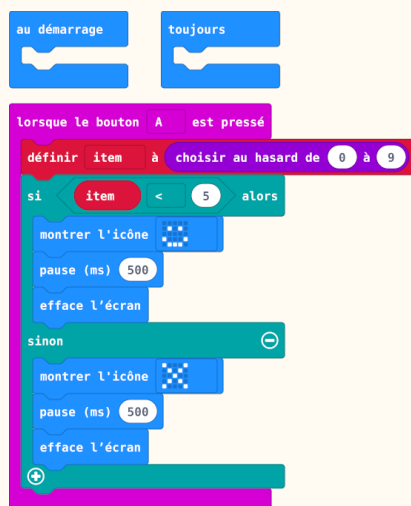 au démarrage
toujours
lorsque le bouton A est pressé
définir item à choisir au hasard de 0 à 9
si item < 5 alors
montrer l'icône
pause (ms) 500
efface l’écran
sinon
montrer l'icône
pause (ms) 500
efface l’écran